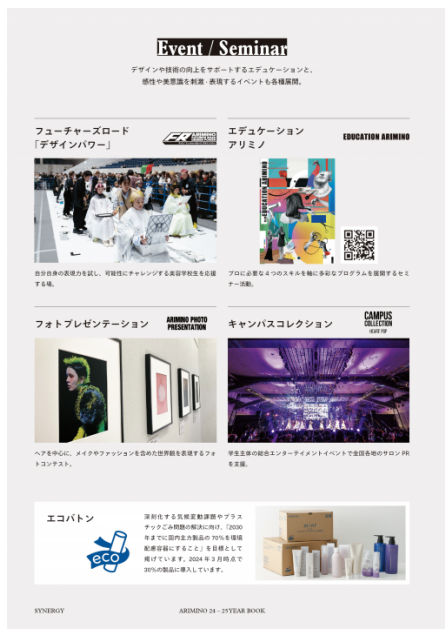 Event / Seminar
デザインや技術の向上をサポートするエデュケーションと、
感性や美意識を刺激・表現するイベントも各種展開。
フューチャーズロード
「デザインパワー」
FR ARIMINO
自分自身の表現力を試し、可能性にチャレンジする美容学校生を応援
する場。
エデュケーション
アリミノ
EDUCATION ARIMINO
EDUCATION ARIMINO
プロに必要な4つのスキルを軸に多彩なプログラムを展開するセミ
ナー活動。
フォトプレゼンテーション
ARIMINO PHOTO
PRESENTATION
ヘアを中心に、メイクやファッションを含めた世界観を表現するフォ
トコンテスト。
キャンパスコレクション
CAMPUS
COLLECTION
HEART POP
学生主体の総合エンターテイメントイベントで全国各地のサロンPR
を支援。
エコバトン
eco
深刻化する気候変動課題やプラス
チックごみ問題の解決に向け、「2030
年までに国内主力製品の70%を環境
配慮容器にすること」を目標として
掲げています。2024年3月時点で
30%の製品に導入しています。
SYNERGY
ARIMINO 24 – 25 YEAR BOOK